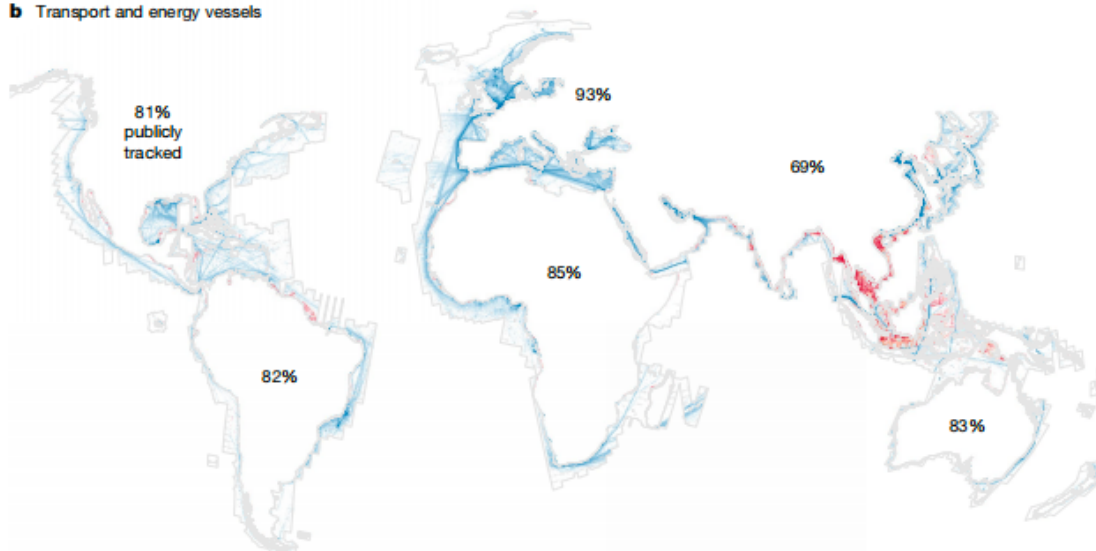 b Transport and energy vessels
81%
publicly
tracked
93%
69%
85%
82%
83%